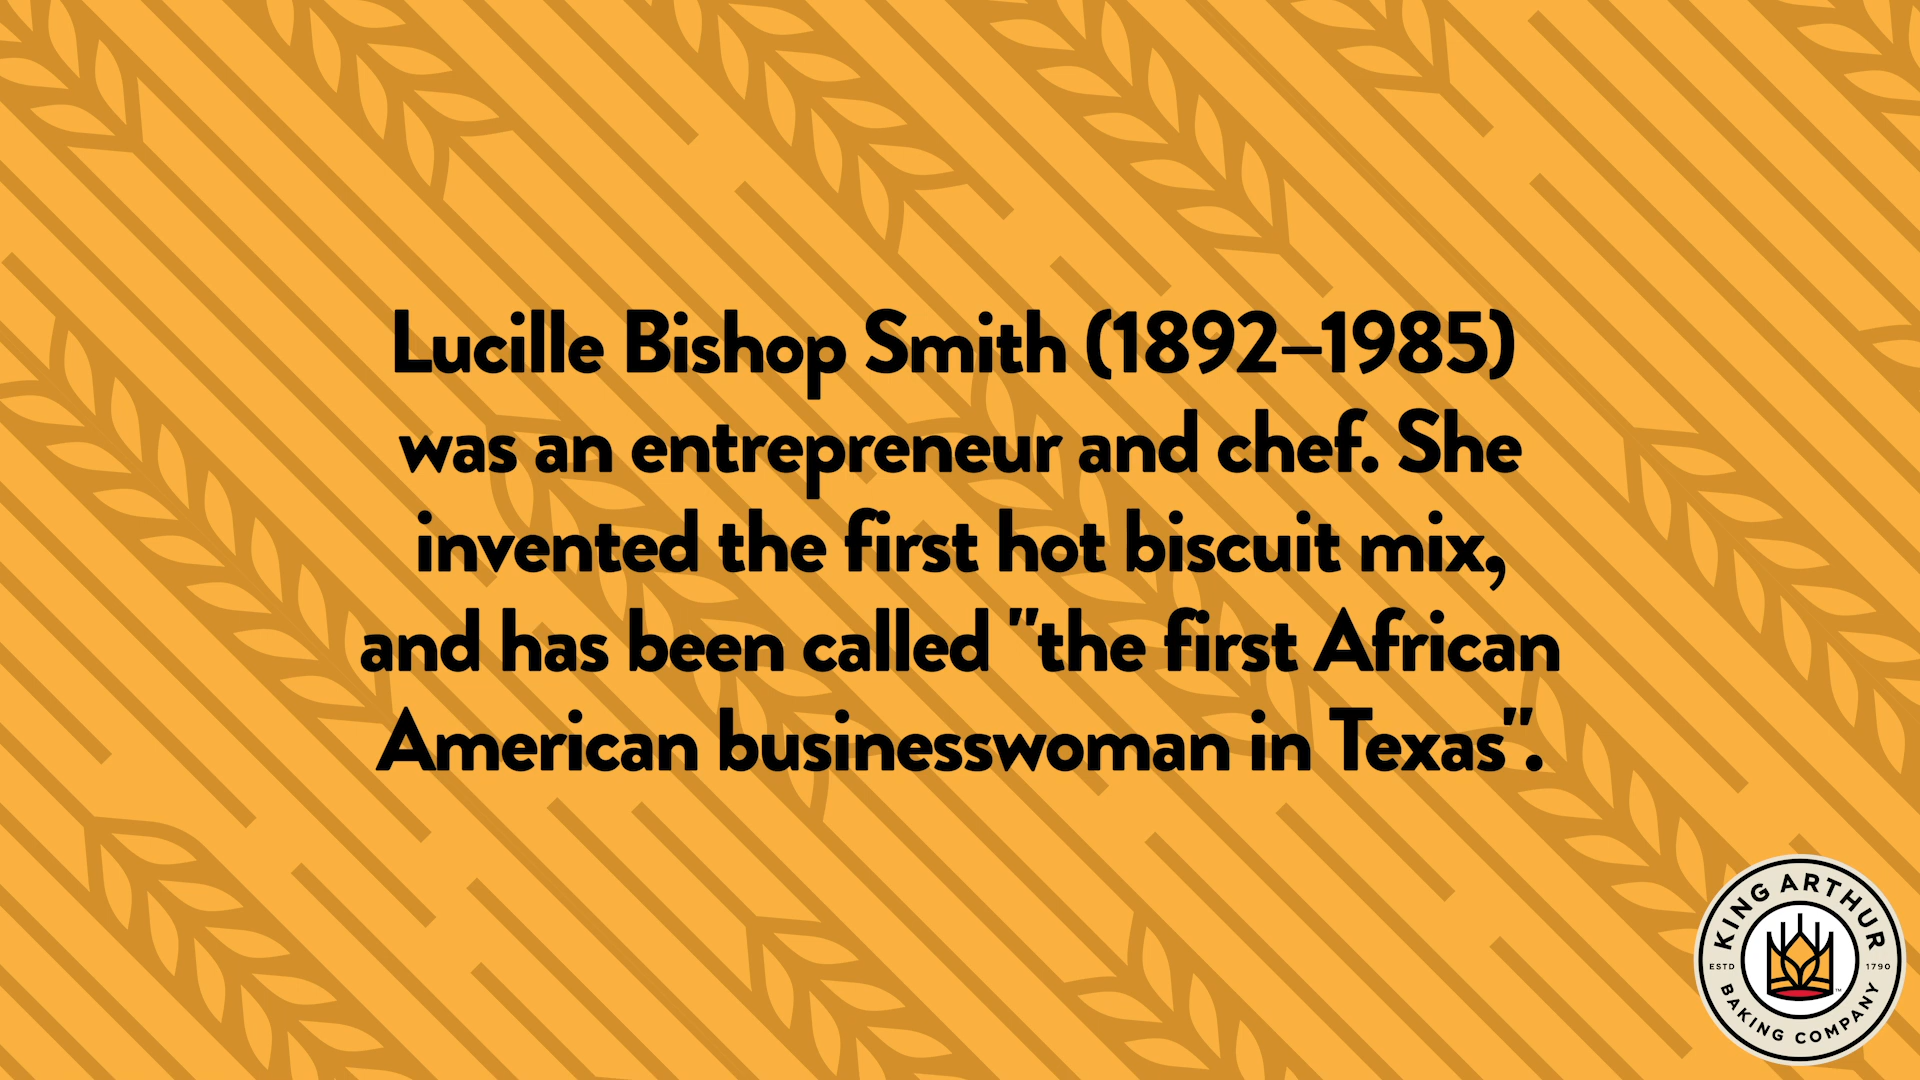 Lucille Bishop Smith (1892–1985)
was an entrepreneur and chef. She
invented the first hot biscuit mix,
and has been called "the first African
American businesswoman in Texas".
KING ARTHUR
ESTD 1790
BAKING COMPANY
TM